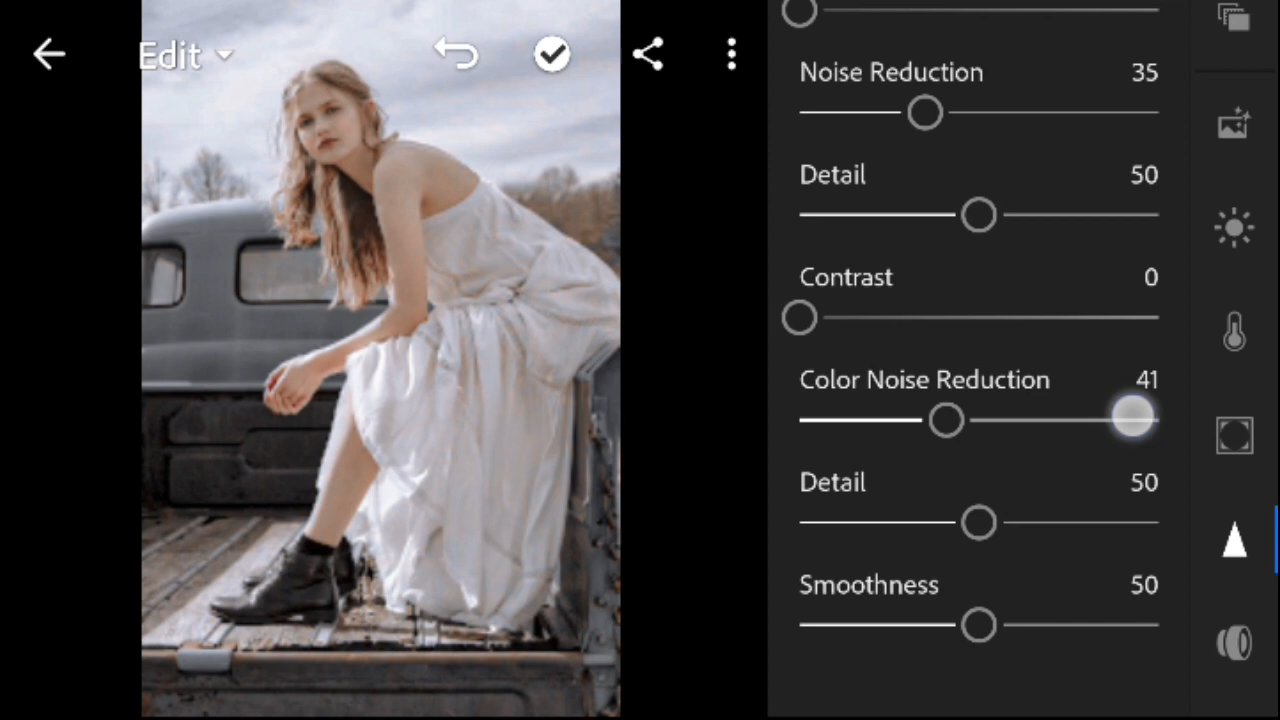 Edit
Noise Reduction 35
Detail 50
Contrast 0
Color Noise Reduction 41
Detail 50
Smoothness 50